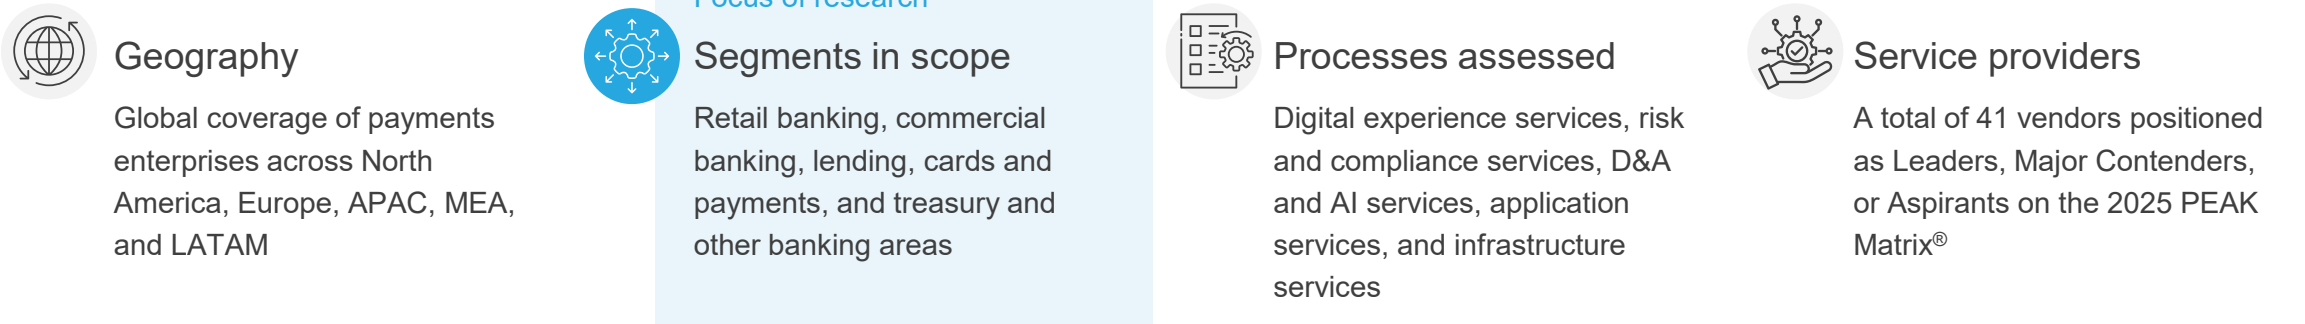 Focus of research
Geography
Global coverage of payments
enterprises across North
America, Europe, APAC, MEA,
and LATAM
Segments in scope
Retail banking, commercial
banking, lending, cards and
payments, and treasury and
other banking areas
Processes assessed
Digital experience services, risk
and compliance services, D&A
and AI services, application
services, and infrastructure
services
Service providers
A total of 41 vendors positioned
as Leaders, Major Contenders,
or Aspirants on the 2025 PEAK
Matrix®